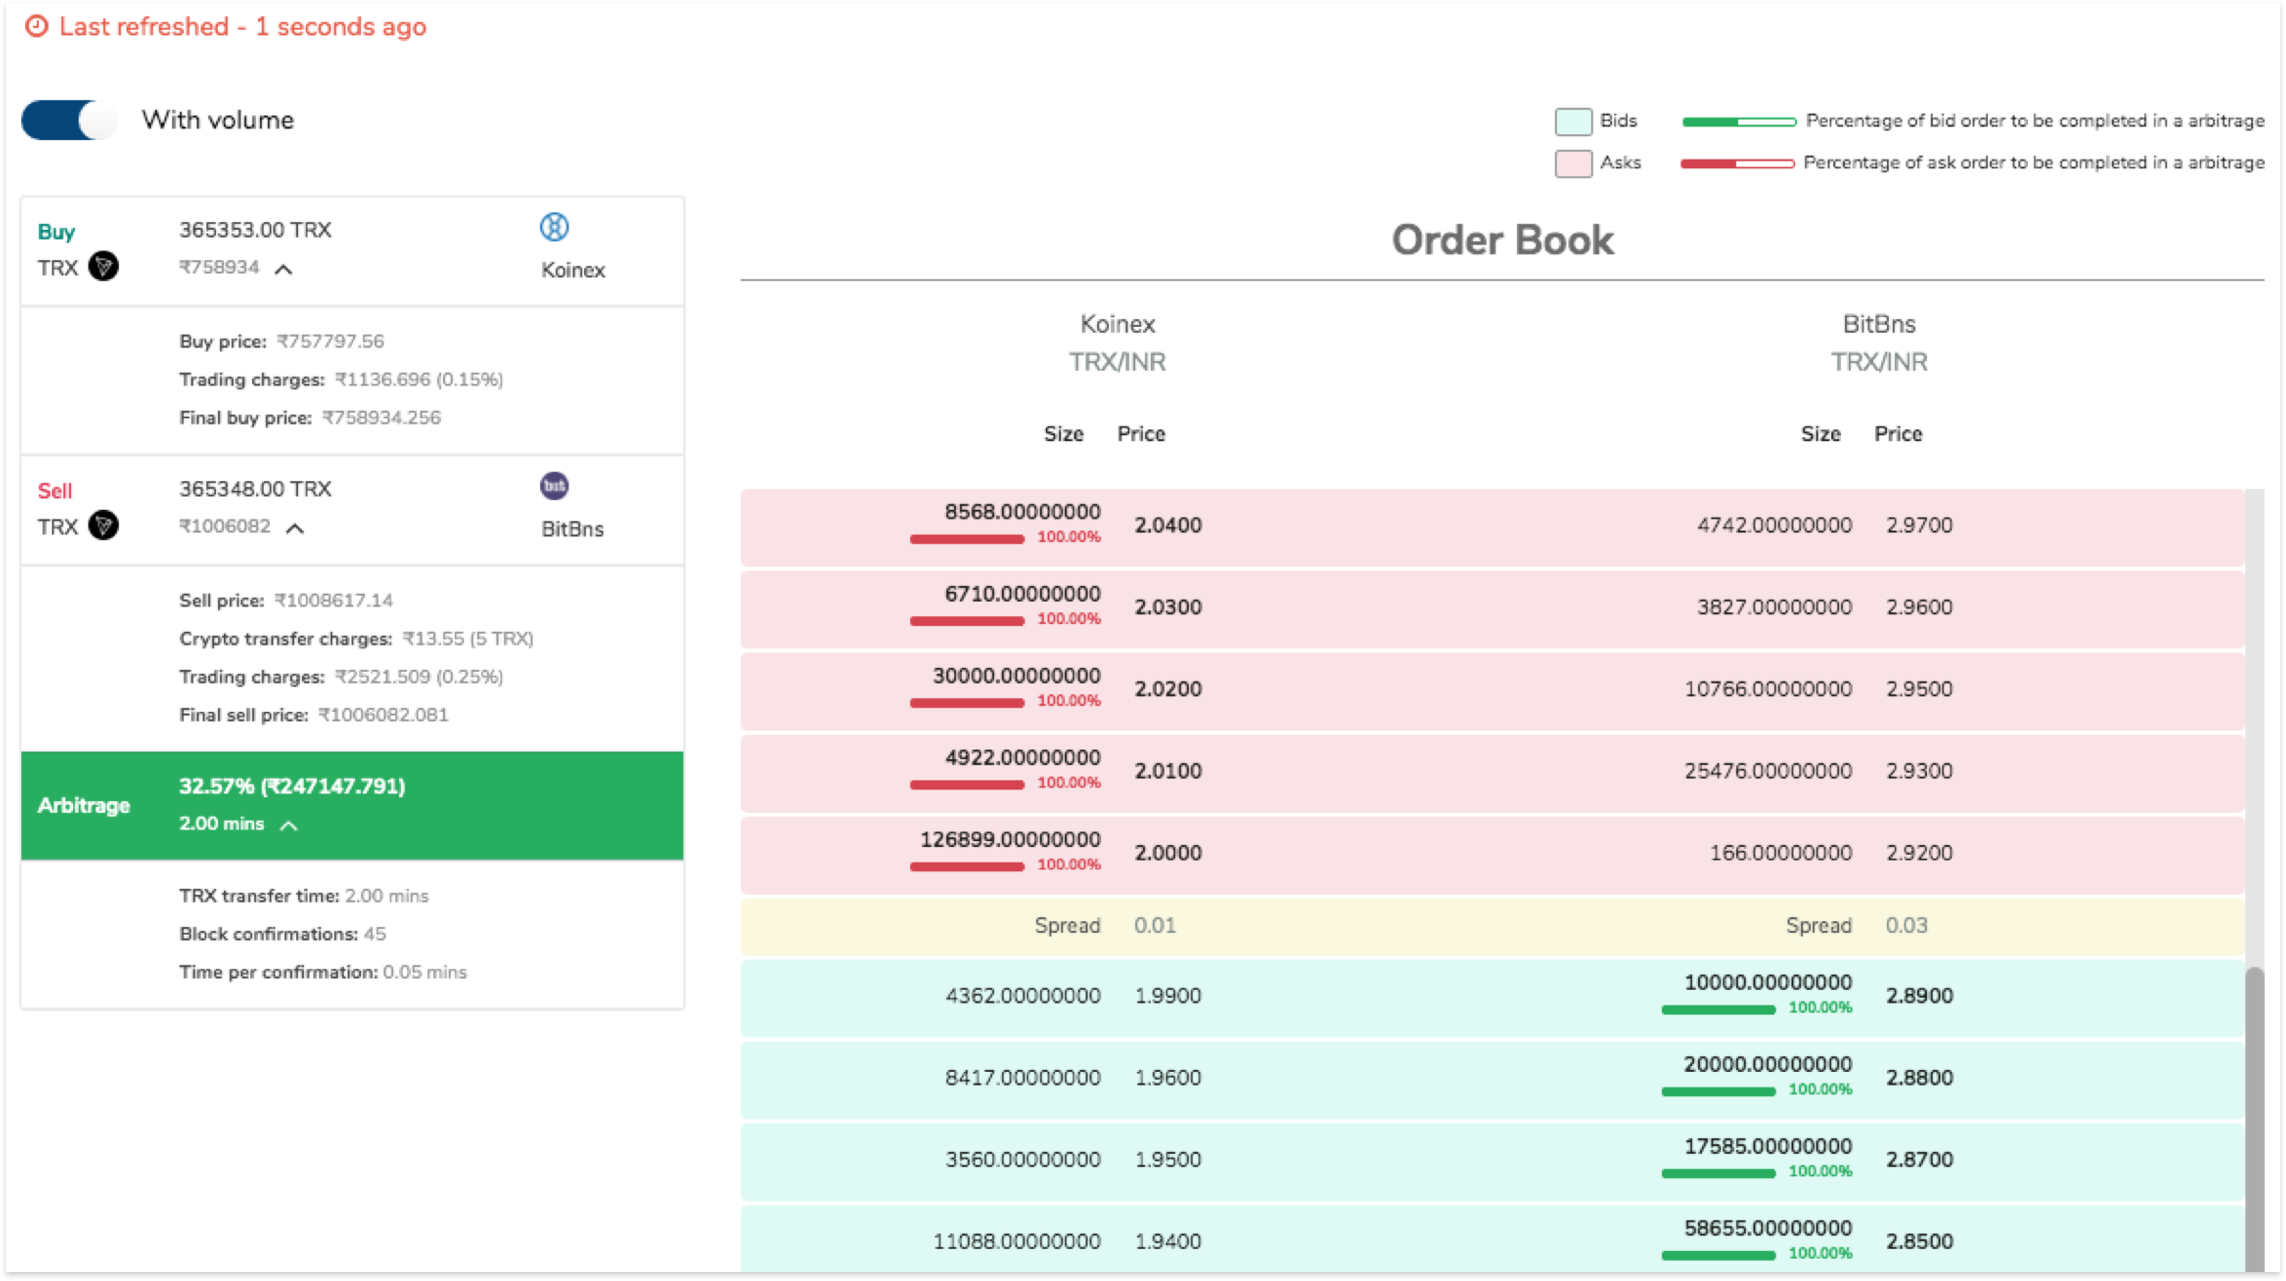 Last refreshed - 1 seconds ago
With volume
Bids
Percentage of bid order to be completed in a arbitrage
Asks
Percentage of ask order to be completed in a arbitrage
Buy
365353.00 TRX
TRX
₹758934
Koinex
Buy price: ₹757797.56
Trading charges: ₹1136.696 (0.15%)
Final buy price: ₹758934.256
Sell
365348.00 TRX
bit
TRX
₹1006082
BitBns
Sell price: ₹1008617.14
Crypto transfer charges: ₹13.55 (5 TRX)
Trading charges: ₹2521.509 (0.25%)
Final sell price: ₹1006082.081
Arbitrage
32.57% (₹247147.791)
2.00 mins
TRX transfer time: 2.00 mins
Block confirmations: 45
Time per confirmation: 0.05 mins
Order Book
Koinex BitBns
TRX/INR TRX/INR
Size Price Size Price
8568.00000000 2.0400 4742.00000000 2.9700
100.00%
6710.00000000 2.0300 3827.00000000 2.9600
100.00%
30000.00000000 2.0200 10766.00000000 2.9500
100.00%
4922.00000000 2.0100 25476.00000000 2.9300
100.00%
126899.00000000 2.0000 166.00000000 2.9200
100.00%
Spread 0.01 Spread 0.03
4362.00000000 1.9900 10000.00000000 2.8900
100.00%
8417.00000000 1.9600 20000.00000000 2.8800
100.00%
3560.00000000 1.9500 17585.00000000 2.8700
100.00%
11088.00000000 1.9400 58655.00000000 2.8500
100.00%